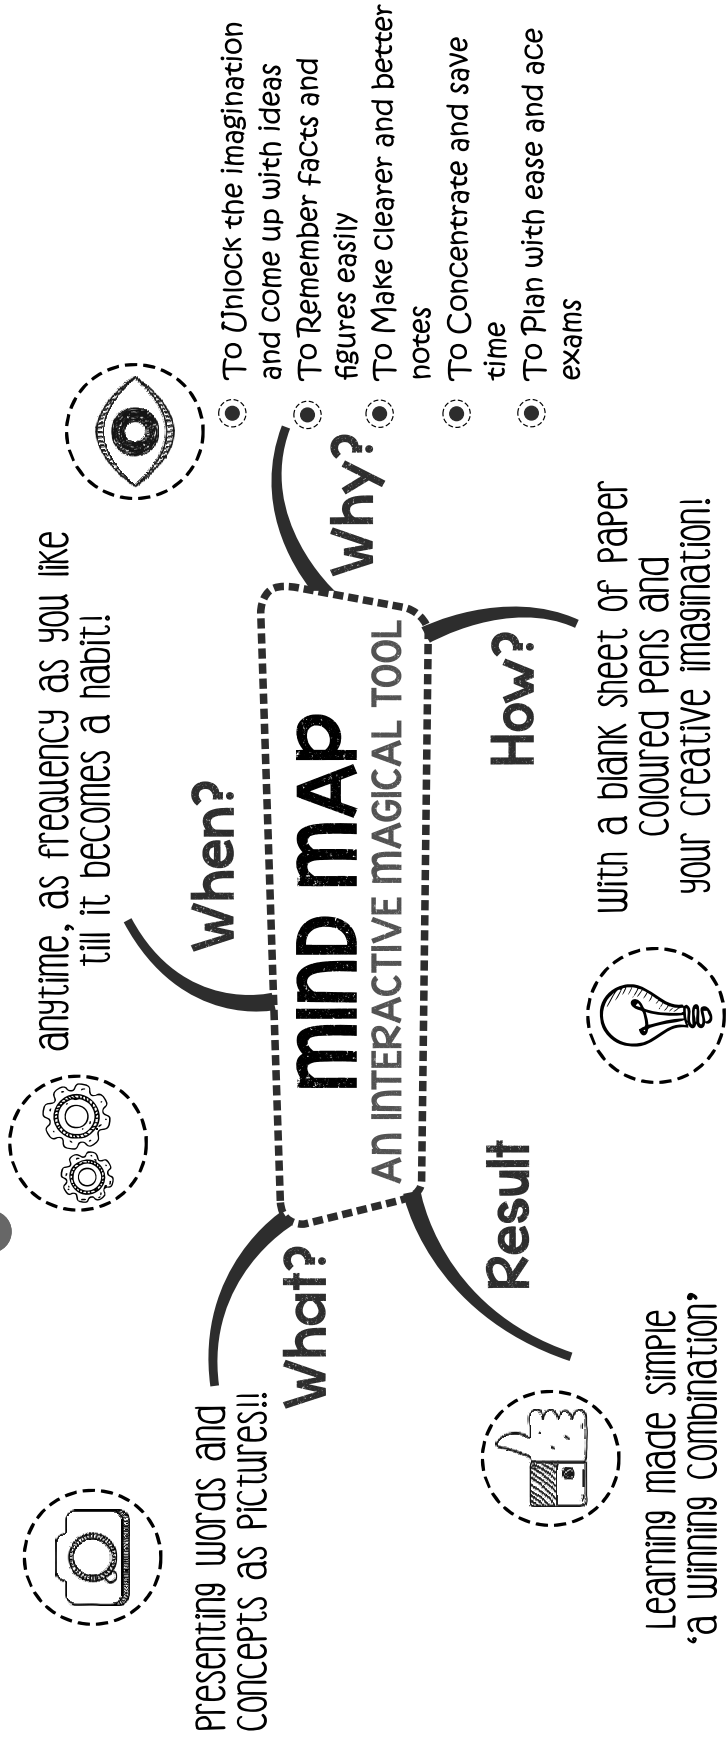 MIND MAP
AN INTERACTIVE MAGICAL TOOL
What?
Presenting words and
concepts as pictures!!
When?
anytime, as frequency as you like
till it becomes a habit!
Why?
To Unlock the imagination
and come up with ideas
To Remember facts and
figures easily
To Make clearer and better
notes
To Concentrate and save
time
To Plan with ease and ace
exams
How?
With a blank sheet of paper
coloured pens and
your creative imagination!
Result
Learning made simple
‘a winning combination’